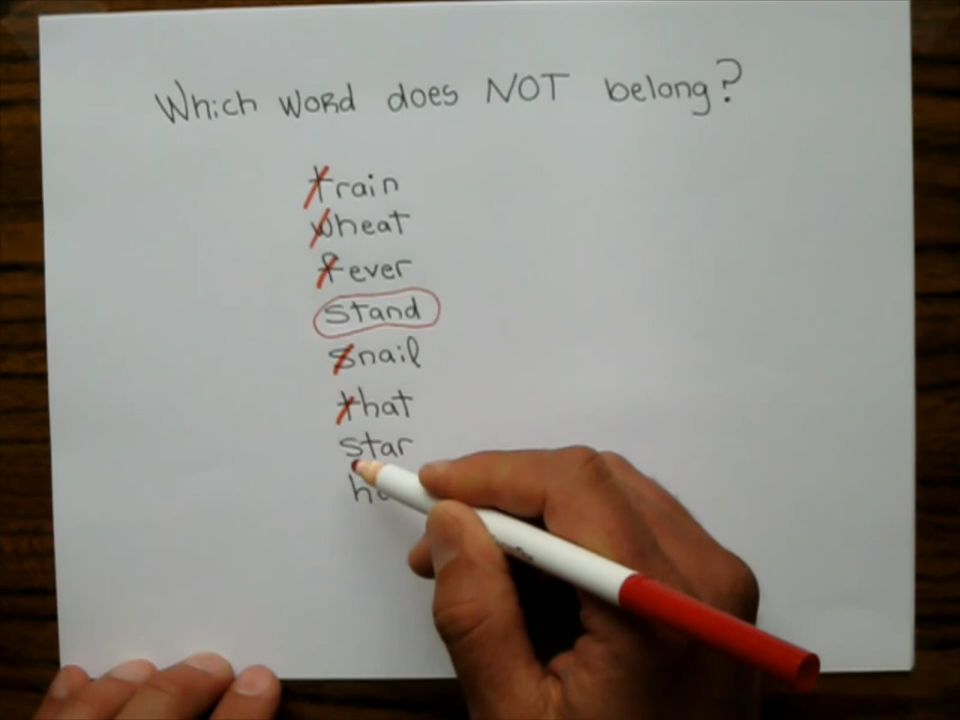 Which word does NOT belong?
train
wheat
fever
stand
snail
that
star